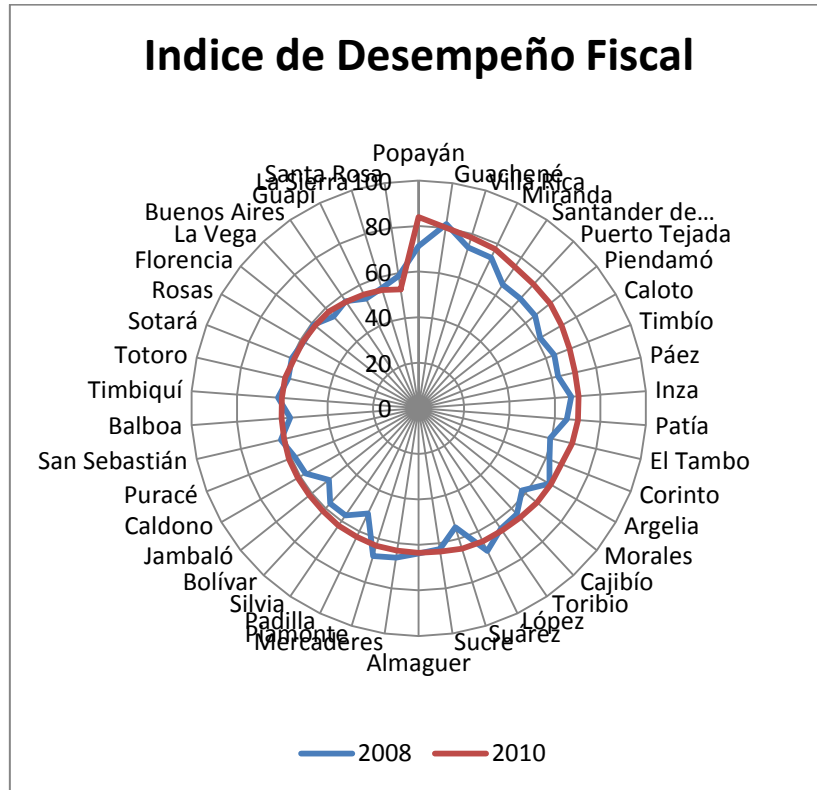 Indice de Desempeño Fiscal
Popayán
Guachené
Villa Rica
Miranda
Santander de...
Puerto Tejada
Piendamó
Caloto
Timbío
Páez
Inza
Patía
El Tambo
Corinto
Argelia
Morales
Cajibío
Toribio
López
Suárez
Sucre
Almaguer
Mercaderes
Piamonte
Padilla
Silvia
Bolívar
Jambaló
Caldono
Puracé
San Sebastián
Balboa
Timbiquí
Totoro
Sotará
Rosas
Florencia
La Vega
Buenos Aires
Guapi
La Sierra
Santa Rosa
100
80
60
40
20
0
2008
2010